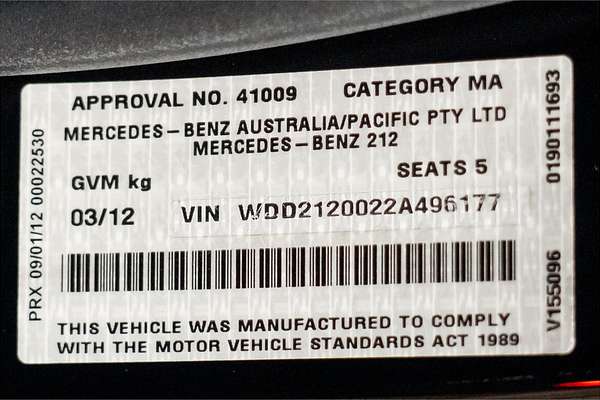 APPROVAL NO. 41009 CATEGORY MA
MERCEDES-BENZ AUSTRALIA/PACIFIC PTY LTD
MERCEDES-BENZ 212
GVM kg SEATS 5
03/12 VIN WDD2120022A496177
THIS VEHICLE WAS MANUFACTURED TO COMPLY
WITH THE MOTOR VEHICLE STANDARDS ACT 1989
PRX 09/01/12 00022530
V155096 0190111693